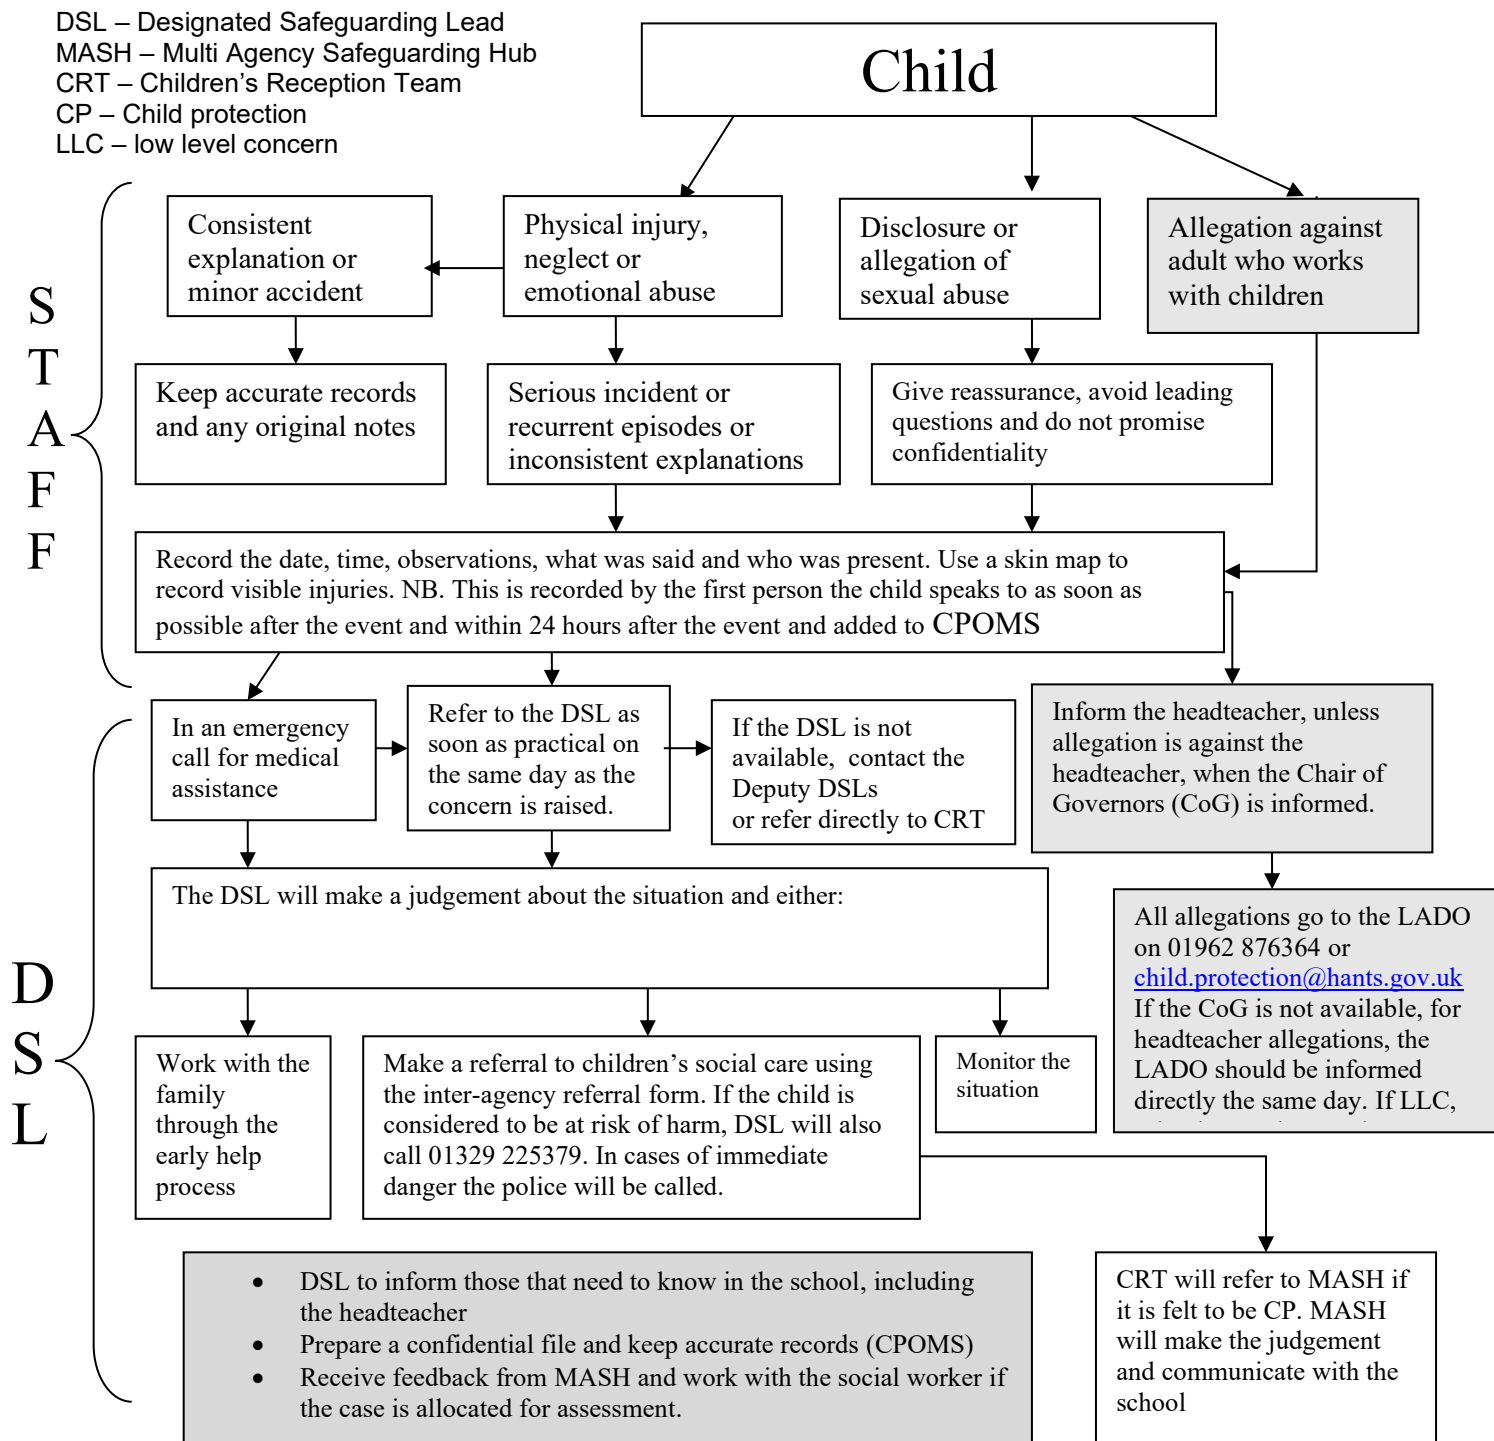 DSL – Designated Safeguarding Lead
MASH – Multi Agency Safeguarding Hub
CRT – Children's Reception Team
CP – Child protection
LLC – low level concern
Child
S
T
A
F
F
Consistent
explanation or
minor accident
Physical injury,
neglect or
emotional abuse
Disclosure or
allegation of
sexual abuse
Allegation against
adult who works
with children
Keep accurate records
and any original notes
Serious incident or
recurrent episodes or
inconsistent explanations
Give reassurance, avoid leading
questions and do not promise
confidentiality
Record the date, time, observations, what was said and who was present. Use a skin map to
record visible injuries. NB. This is recorded by the first person the child speaks to as soon as
possible after the event and within 24 hours after the event and added to CPOMS
D
S
L
In an emergency
call for medical
assistance
Refer to the DSL as
soon as practical on
the same day as the
concern is raised.
If the DSL is not
available,  contact the
Deputy DSLs
or refer directly to CRT
Inform the headteacher, unless
allegation is against the
headteacher, when the Chair of
Governors (CoG) is informed.
The DSL will make a judgement about the situation and either:
All allegations go to the LADO
on 01962 876364 or
child.protection@hants.gov.uk
If the CoG is not available, for
headteacher allegations, the
LADO should be informed
directly the same day. If LLC,
Work with the
family
through the
early help
process
Make a referral to children's social care using
the inter-agency referral form. If the child is
considered to be at risk of harm, DSL will also
call 01329 225379. In cases of immediate
danger the police will be called.
Monitor the
situation
• DSL to inform those that need to know in the school, including
the headteacher
• Prepare a confidential file and keep accurate records (CPOMS)
• Receive feedback from MASH and work with the social worker if
the case is allocated for assessment.
CRT will refer to MASH if
it is felt to be CP. MASH
will make the judgement
and communicate with the
school